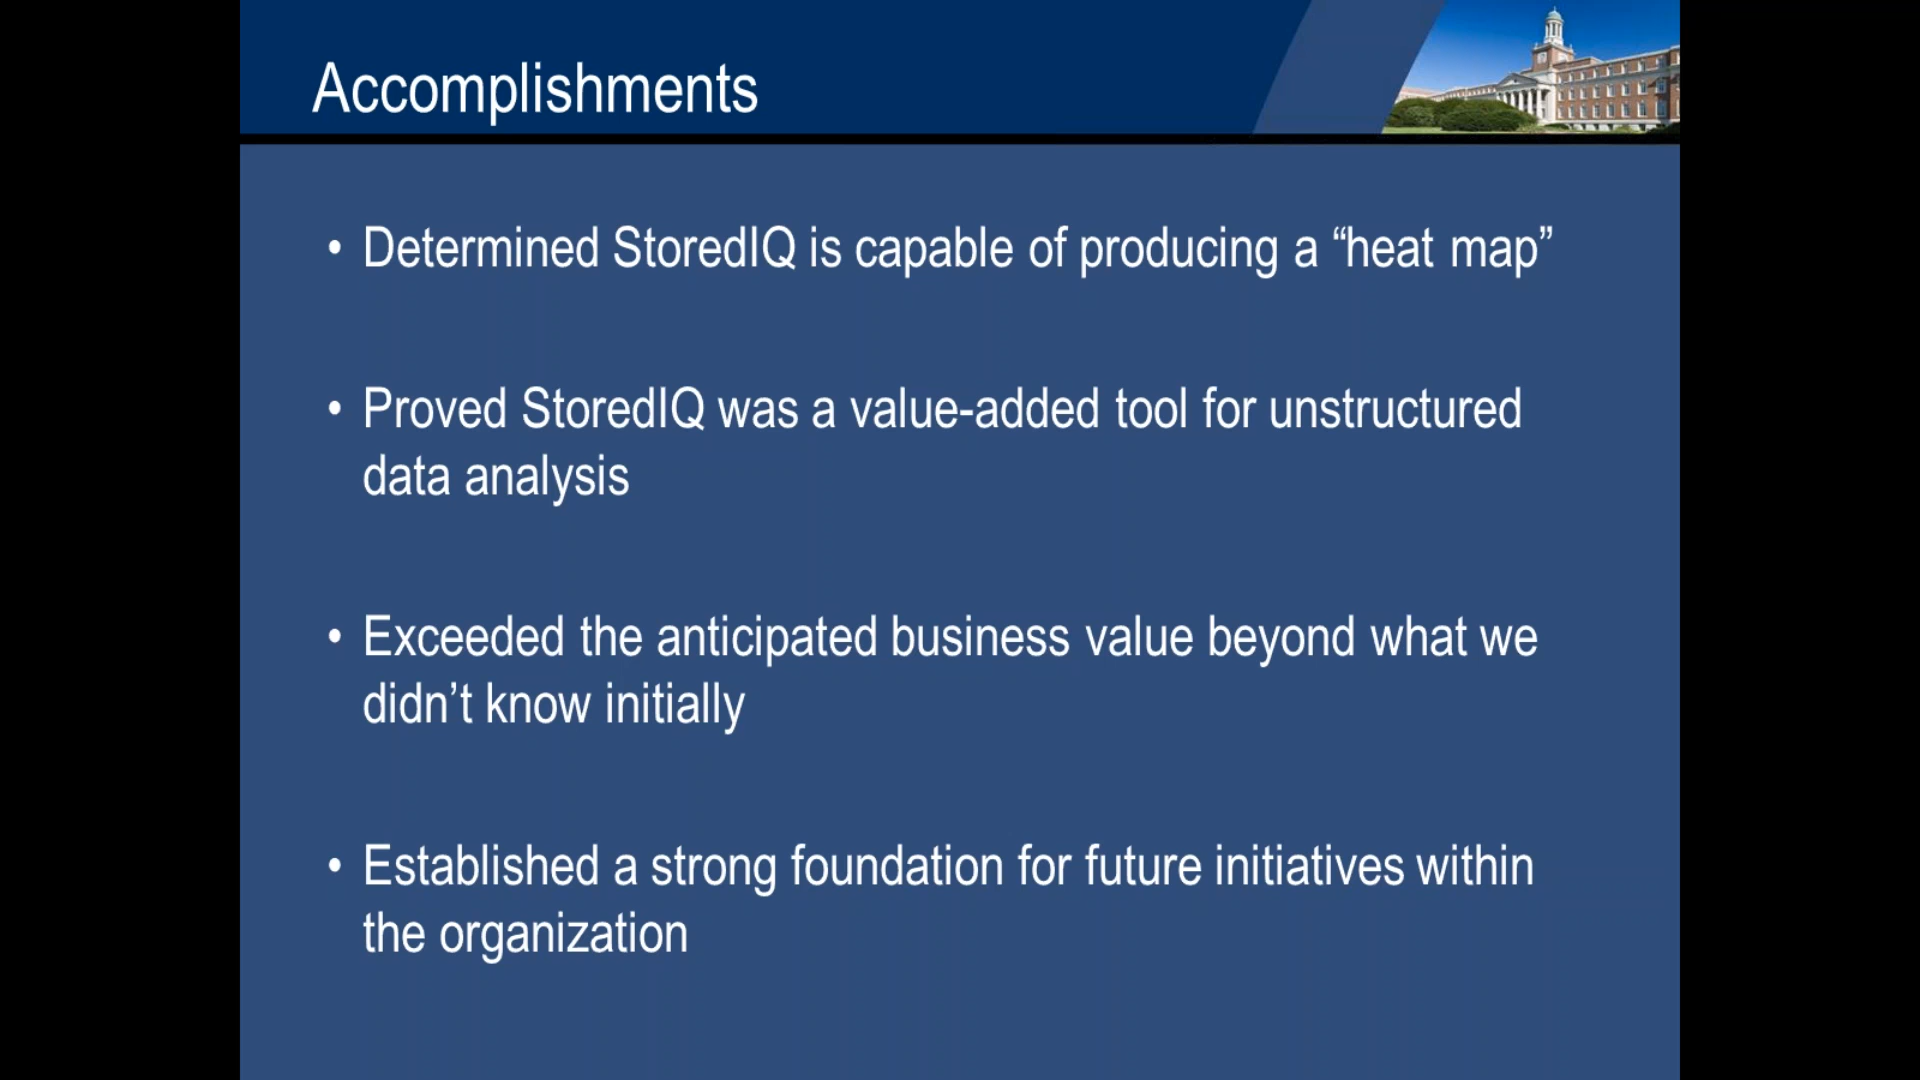 Accomplishments
• Determined StoredIQ is capable of producing a “heat map”
• Proved StoredIQ was a value-added tool for unstructured
data analysis
• Exceeded the anticipated business value beyond what we
didn’t know initially
• Established a strong foundation for future initiatives within
the organization